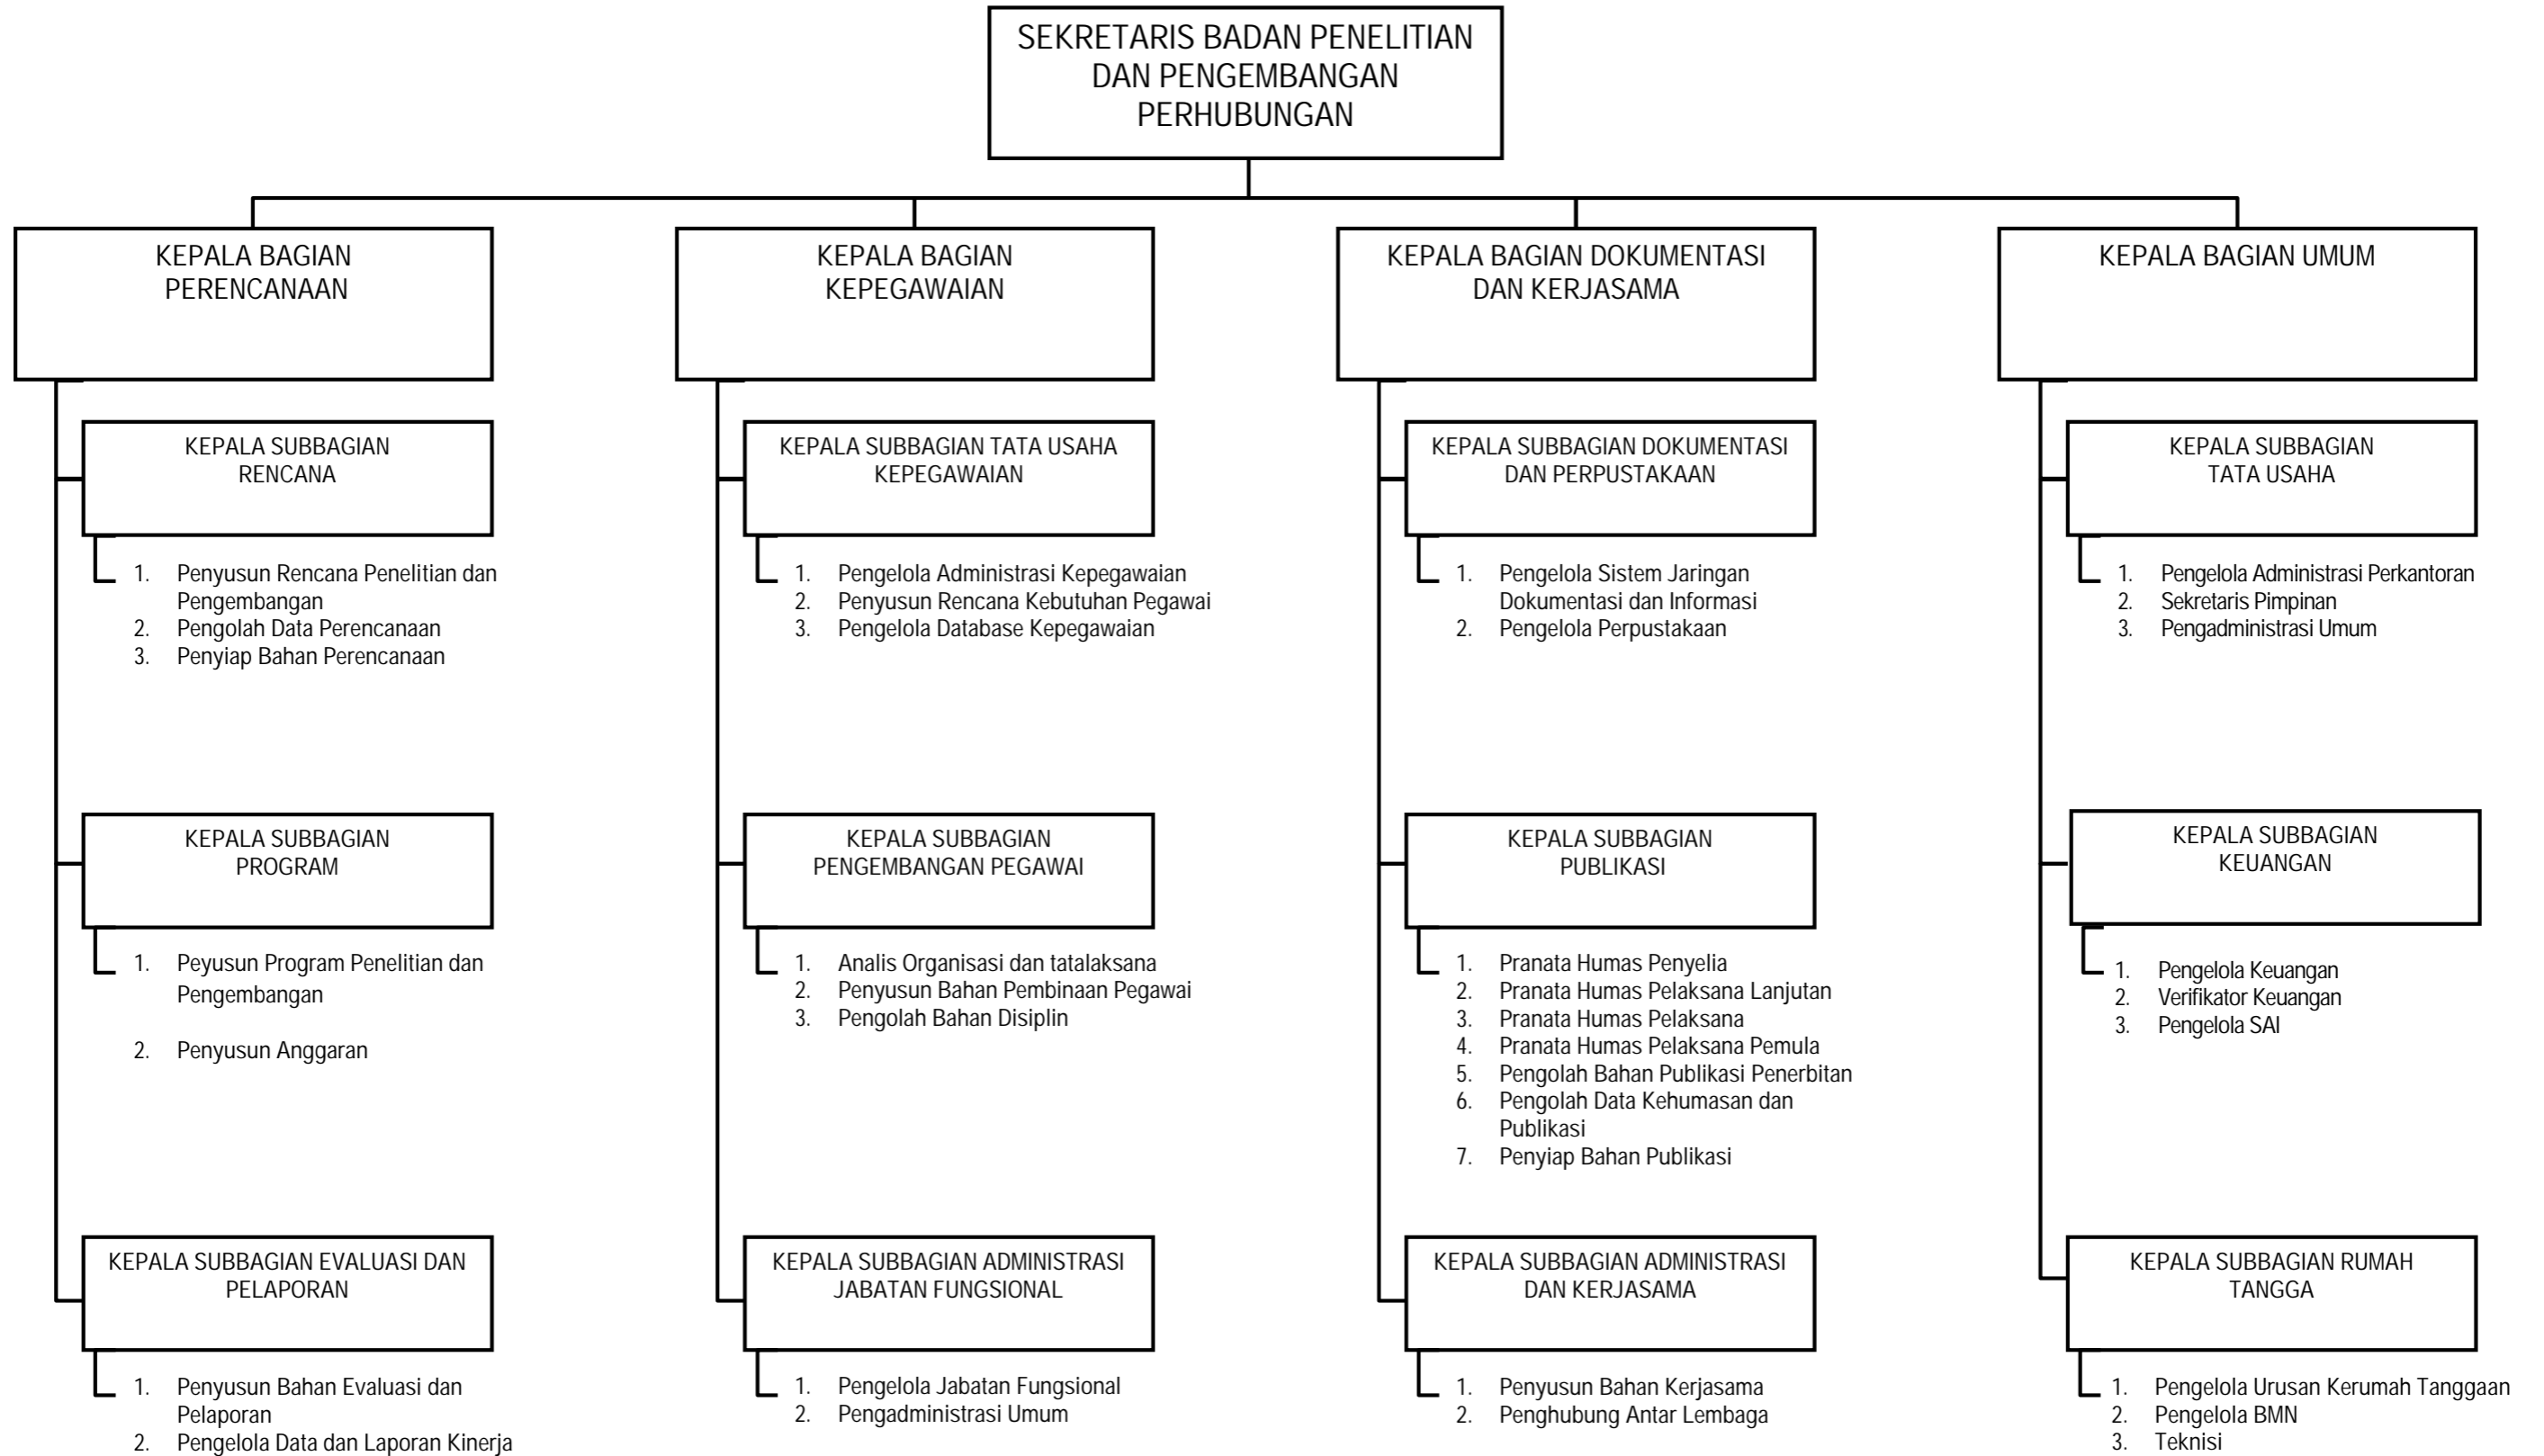 SEKRETARIS BADAN PENELITIAN
DAN PENGEMBANGAN
PERHUBUNGAN
KEPALA BAGIAN
PERENCANAAN
KEPALA SUBBAGIAN
RENCANA
1. Penyusun Rencana Penelitian dan
Pengembangan
2. Pengolah Data Perencanaan
3. Penyiap Bahan Perencanaan
KEPALA SUBBAGIAN
PROGRAM
1. Peyusun Program Penelitian dan
Pengembangan
2. Penyusun Anggaran
KEPALA SUBBAGIAN EVALUASI DAN
PELAPORAN
1. Penyusun Bahan Evaluasi dan
Pelaporan
2. Pengelola Data dan Laporan Kinerja
KEPALA BAGIAN
KEPEGAWAIAN
KEPALA SUBBAGIAN TATA USAHA
KEPEGAWAIAN
1. Pengelola Administrasi Kepegawaian
2. Penyusun Rencana Kebutuhan Pegawai
3. Pengelola Database Kepegawaian
KEPALA SUBBAGIAN
PENGEMBANGAN PEGAWAI
1. Analis Organisasi dan tatalaksana
2. Penyusun Bahan Pembinaan Pegawai
3. Pengolah Bahan Disiplin
KEPALA SUBBAGIAN ADMINISTRASI
JABATAN FUNGSIONAL
1. Pengelola Jabatan Fungsional
2. Pengadministrasi Umum
KEPALA BAGIAN DOKUMENTASI
DAN KERJASAMA
KEPALA SUBBAGIAN DOKUMENTASI
DAN PERPUSTAKAAN
1. Pengelola Sistem Jaringan
Dokumentasi dan Informasi
2. Pengelola Perpustakaan
KEPALA SUBBAGIAN
PUBLIKASI
1. Pranata Humas Penyelia
2. Pranata Humas Pelaksana Lanjutan
3. Pranata Humas Pelaksana
4. Pranata Humas Pelaksana Pemula
5. Pengolah Bahan Publikasi Penerbitan
6. Pengolah Data Kehumasan dan
Publikasi
7. Penyiap Bahan Publikasi
KEPALA SUBBAGIAN ADMINISTRASI
DAN KERJASAMA
1. Penyusun Bahan Kerjasama
2. Penghubung Antar Lembaga
KEPALA BAGIAN UMUM
KEPALA SUBBAGIAN
TATA USAHA
1. Pengelola Administrasi Perkantoran
2. Sekretaris Pimpinan
3. Pengadministrasi Umum
KEPALA SUBBAGIAN
KEUANGAN
1. Pengelola Keuangan
2. Verifikator Keuangan
3. Pengelola SAI
KEPALA SUBBAGIAN RUMAH
TANGGA
1. Pengelola Urusan Kerumah Tanggaan
2. Pengelola BMN
3. Teknisi